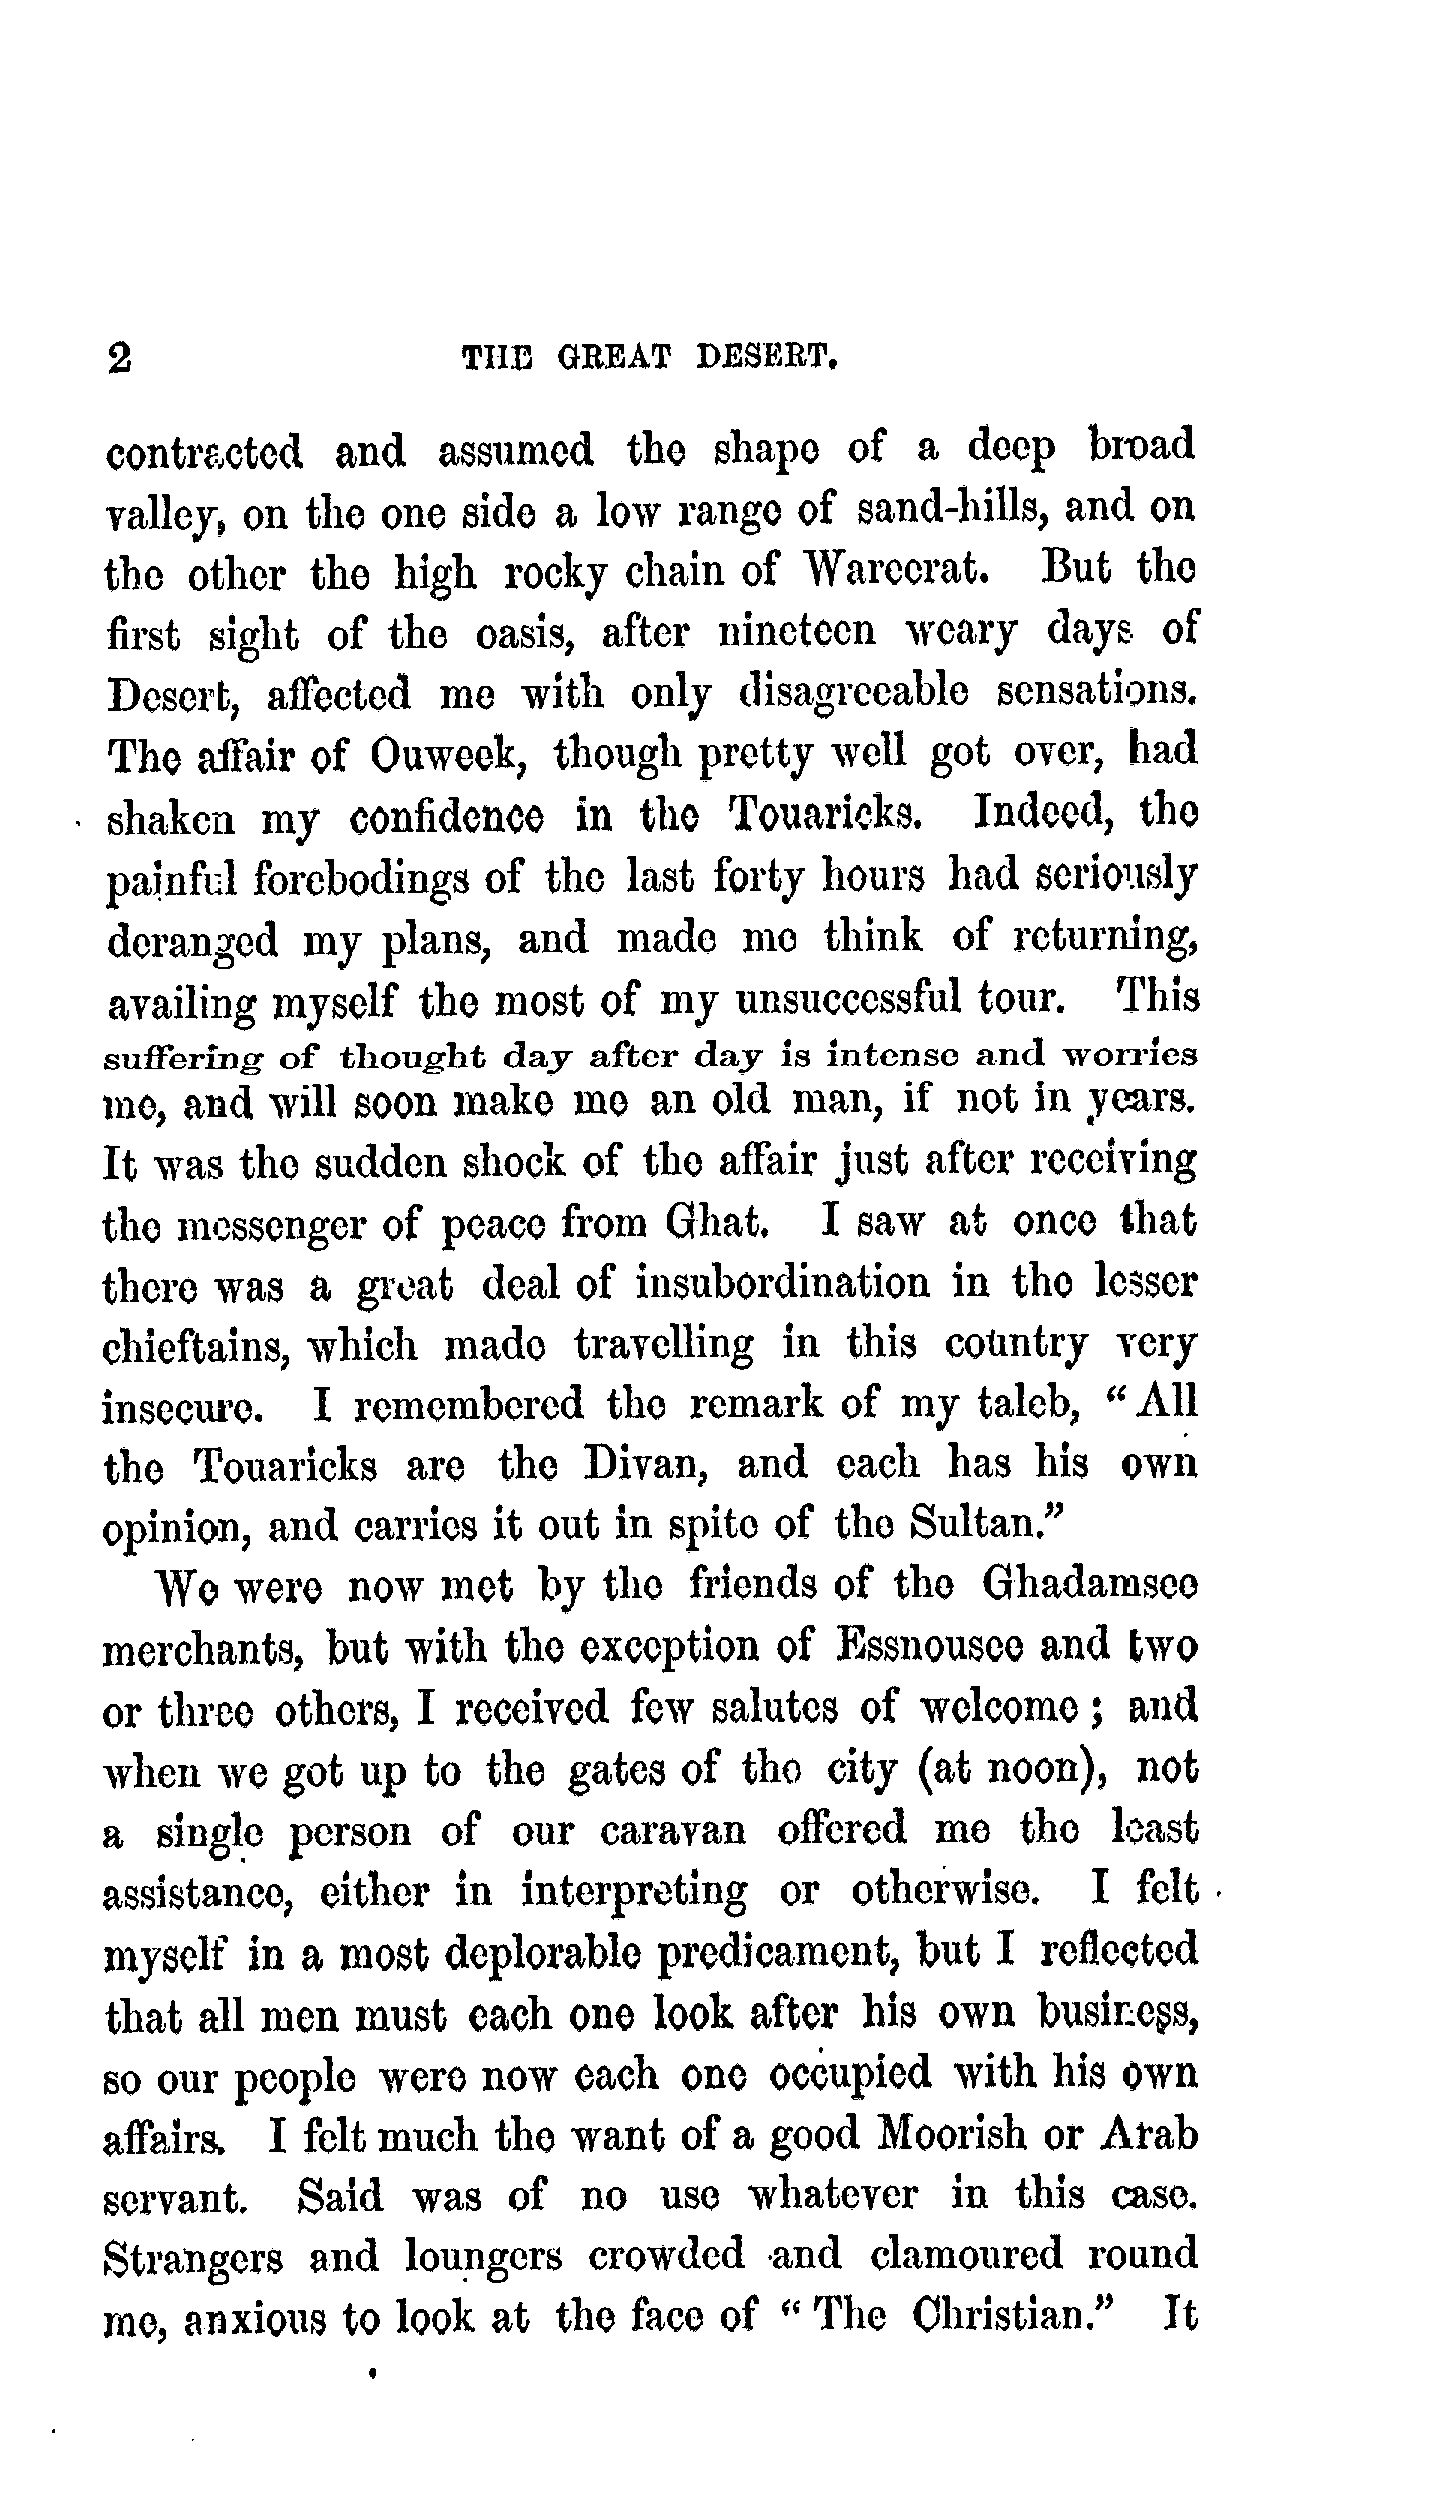 2 THE GREAT DESERT.
contracted and assumed the shape of a deep broad
valley, on the one side a low range of sand-hills, and on
the other the high rocky chain of Wareerat. But the
first sight of the oasis, after nineteen weary days of
Desert, affected me with only disagreeable sensations.
The affair of Ouweek, though pretty well got over, had
shaken my confidence in the Touaricks. Indeed, the
painful forebodings of the last forty hours had seriously
deranged my plans, and made me think of returning,
availing myself the most of my unsuccessful tour. This
suffering of thought day after day is intense and worries
me, and will soon make me an old man, if not in years.
It was the sudden shock of the affair just after receiving
the messenger of peace from Ghat. I saw at once that
there was a great deal of insubordination in the lesser
chieftains, which made travelling in this country very
insecure. I remembered the remark of my taleb, "All
the Touaricks are the Divan, and each has his own
opinion, and carries it out in spite of the Sultan."
We were now met by the friends of the Ghadamsee
merchants, but with the exception of Essnousee and two
or three others, I received few salutes of welcome; and
when we got up to the gates of the city (at noon), not
a single person of our caravan offered me the least
assistance, either in interpreting or otherwise. I felt
myself in a most deplorable predicament, but I reflected
that all men must each one look after his own business,
so our people were now each one occupied with his own
affairs. I felt much the want of a good Moorish or Arab
servant. Said was of no use whatever in this case.
Strangers and loungers crowded and clamoured round
me, anxious to look at the face of "The Christian." It